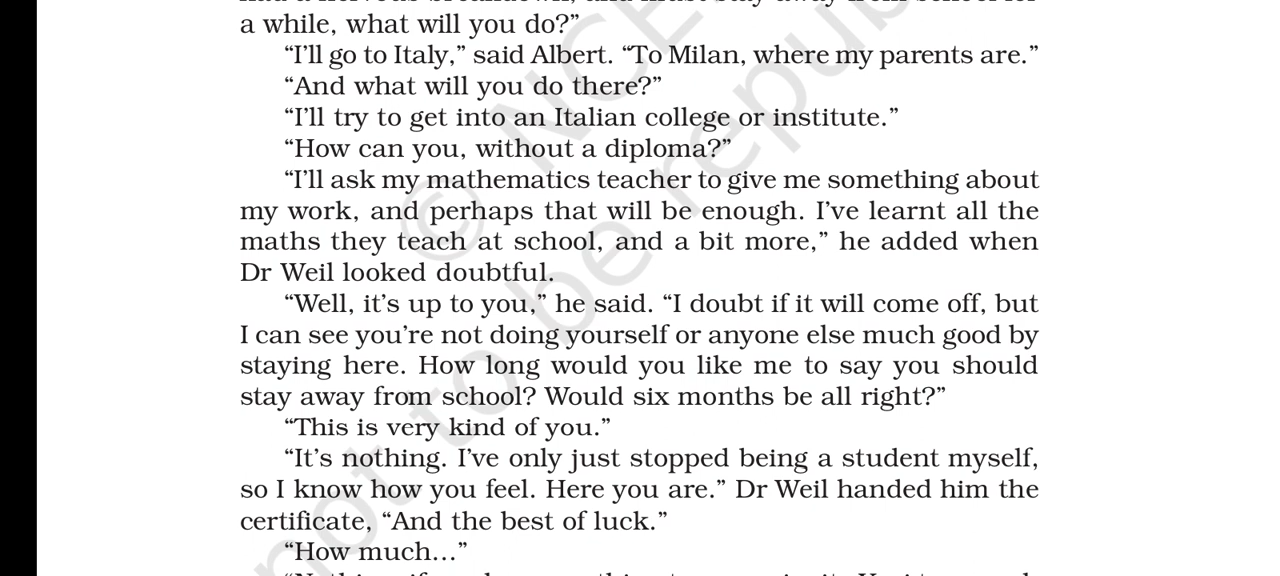 a while, what will you do?”
“I’ll go to Italy,” said Albert. “To Milan, where my parents are.”
“And what will you do there?”
“I’ll try to get into an Italian college or institute.”
“How can you, without a diploma?”
“I’ll ask my mathematics teacher to give me something about
my work, and perhaps that will be enough. I’ve learnt all the
maths they teach at school, and a bit more,” he added when
Dr Weil looked doubtful.
“Well, it’s up to you,” he said. “I doubt if it will come off, but
I can see you’re not doing yourself or anyone else much good by
staying here. How long would you like me to say you should
stay away from school? Would six months be all right?”
“This is very kind of you.”
“It’s nothing. I’ve only just stopped being a student myself,
so I know how you feel. Here you are.” Dr Weil handed him the
certificate, “And the best of luck.”
“How much…”